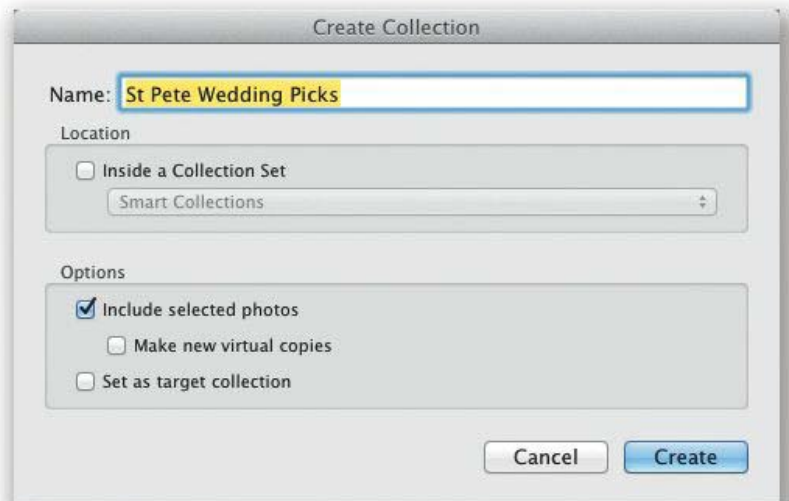 Create Collection
Name: St Pete Wedding Picks
Location
Inside a Collection Set
Smart Collections
Options
Include selected photos
Make new virtual copies
Set as target collection
Cancel Create